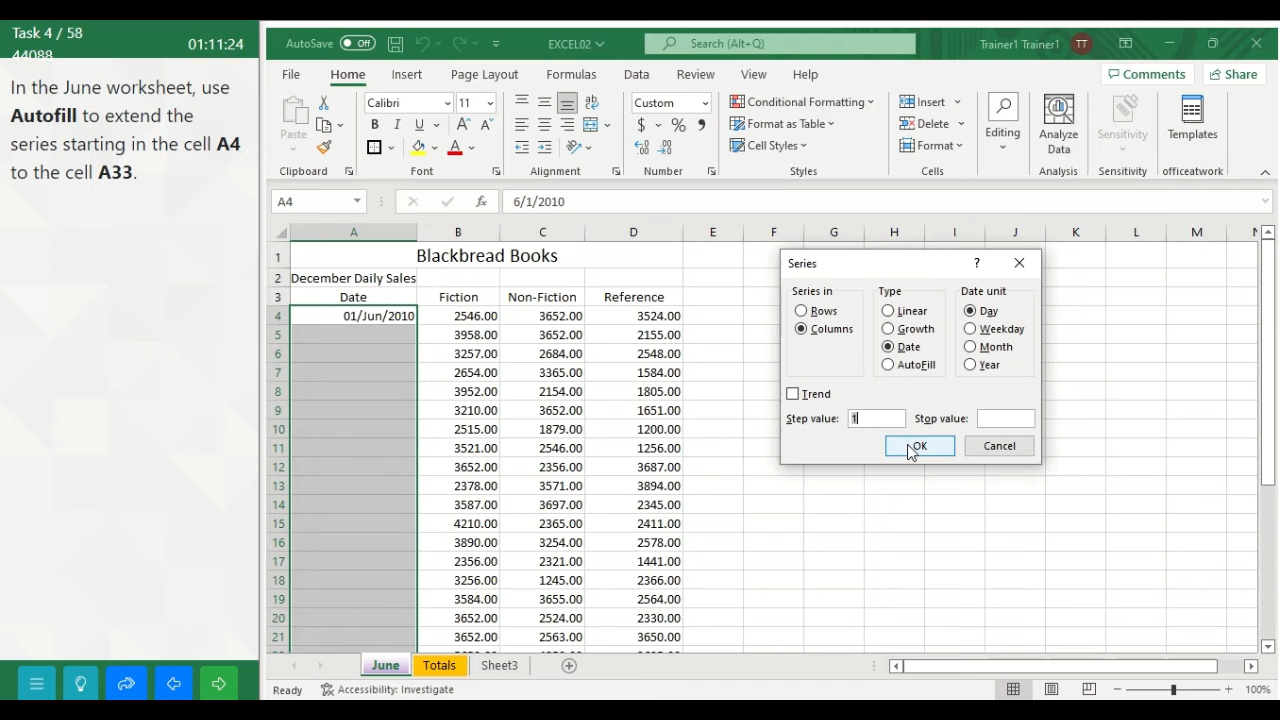 Task 4 / 58
44088
01:11:24
In the June worksheet, use
Autofill to extend the
series starting in the cell A4
to the cell A33.
AutoSave Off EXCEL02 Search (Alt+Q) Trainer1 Trainer1 TT
File Home Insert Page Layout Formulas Data Review View Help Comments Share
Calibri 11 Custom Conditional Formatting Insert
Paste B I U A A $ % 9 Format as Table Delete Editing Analyze Data Sensitivity Templates
A Cell Styles Format
Clipboard Font Alignment Number Styles Cells Analysis Sensitivity officeatwork
A4 fx 6/1/2010
A B C D E F G H I J K L M N
1 Blackbread Books
2 December Daily Sales
3 Date Fiction Non-Fiction Reference
4 01/Jun/2010 2546.00 3652.00 3524.00
5 3958.00 3652.00 2155.00
6 3257.00 2684.00 2548.00
7 2654.00 3365.00 1584.00
8 3952.00 2154.00 1805.00
9 3210.00 3652.00 1651.00
10 2515.00 1879.00 1200.00
11 3521.00 2546.00 1256.00
12 3652.00 2356.00 3687.00
13 2378.00 3571.00 3894.00
14 3587.00 3697.00 2345.00
15 4210.00 2365.00 2411.00
16 3890.00 3254.00 2578.00
17 2356.00 2321.00 1441.00
18 3256.00 1245.00 2366.00
19 3584.00 3655.00 2564.00
20 3652.00 2524.00 2330.00
21 3652.00 2563.00 3650.00
Series ?
Series in Type Date unit
Rows Linear Day
Columns Growth Weekday
Date Month
AutoFill Year
Trend
Step value: 1 Stop value:
OK Cancel
June Totals Sheet3
Ready Accessibility: Investigate 100%